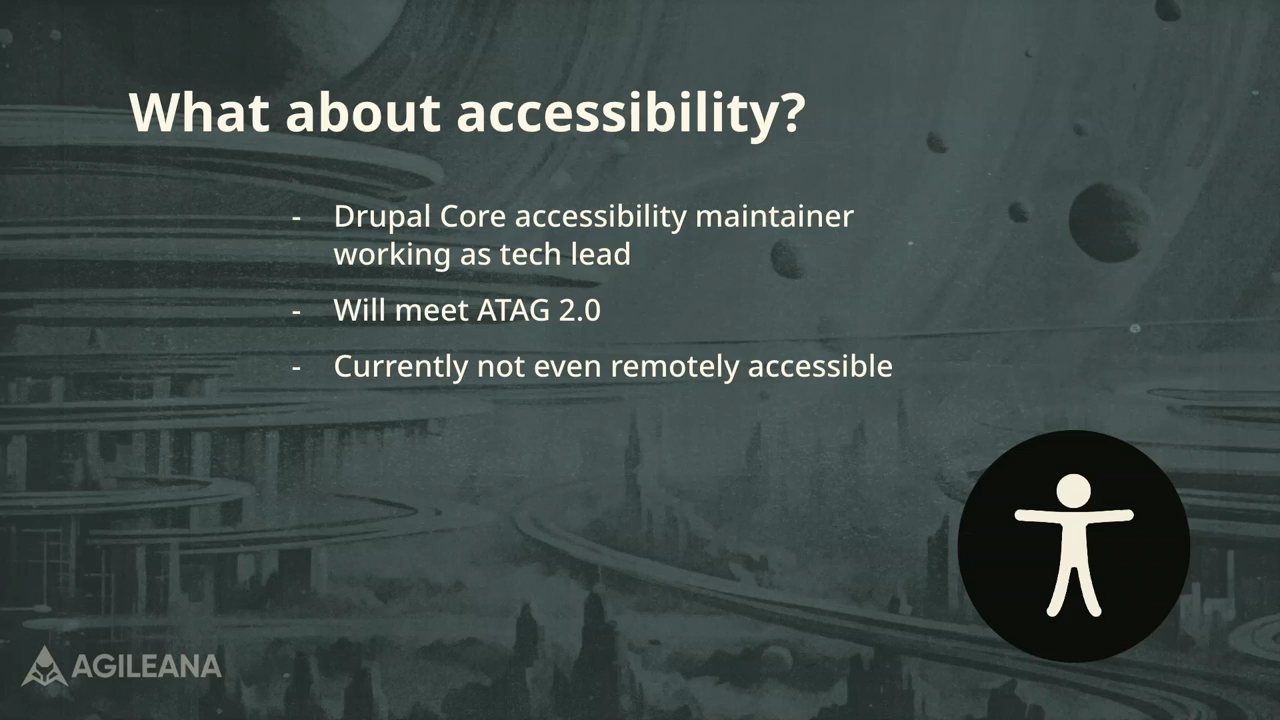 What about accessibility?
- Drupal Core accessibility maintainer
working as tech lead
- Will meet ATAG 2.0
- Currently not even remotely accessible
AGILEANA